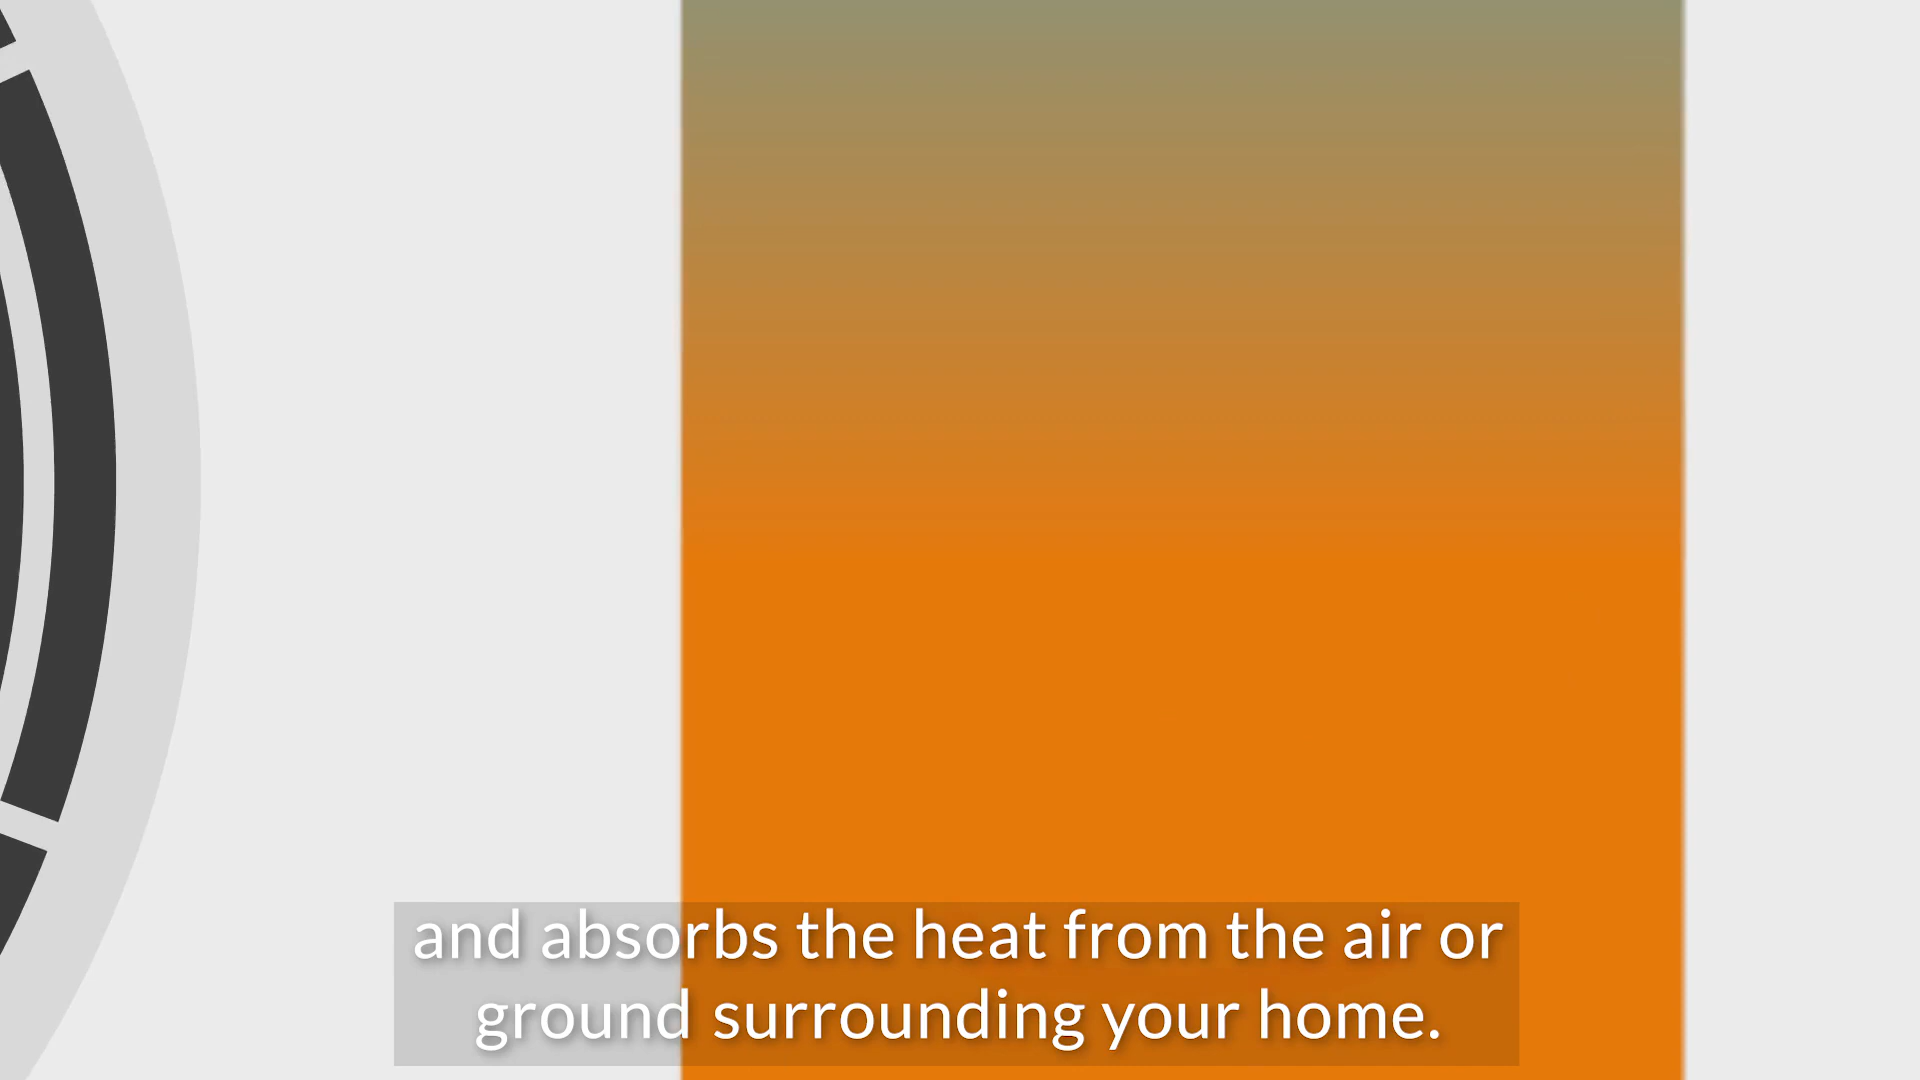 and absorbs the heat from the air or
ground surrounding your home.